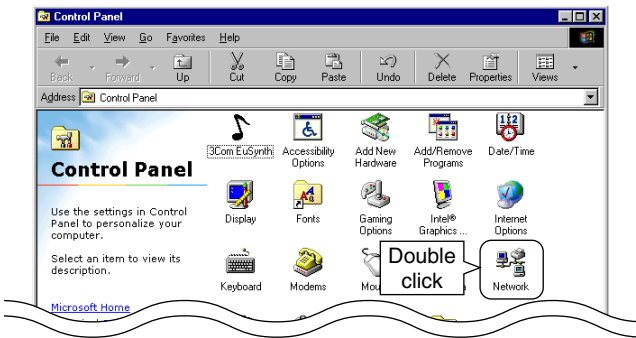 Control Panel
File Edit View Go Favorites Help
Back Forward Up Cut Copy Paste Undo Delete Properties Views
Address Control Panel
Control Panel
Use the settings in Control
Panel to personalize your
computer.
Select an item to view its
description.
Microsoft Home
3Com EuSynth
Accessibility
Options
Add New
Hardware
Add/Remove
Programs
Date/Time
Display
Fonts
Gaming
Options
Intel®
Graphics ...
Internet
Options
Keyboard
Modems
Double
click
Network